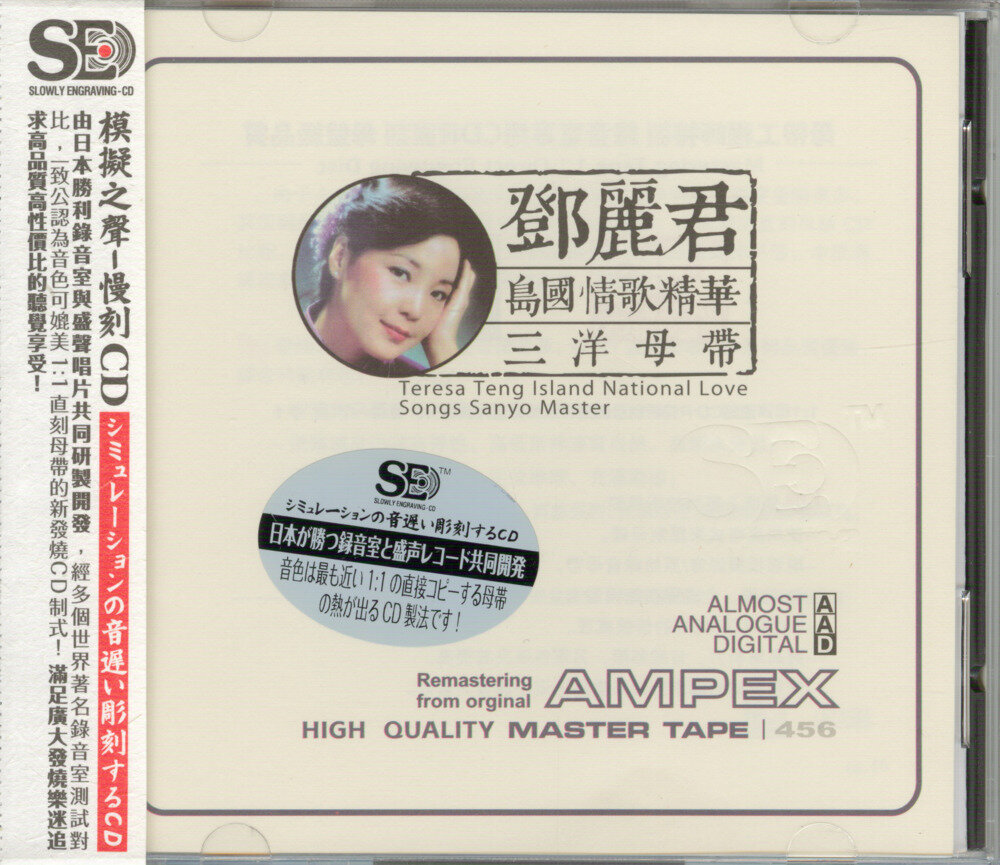 SE
SLOWLY ENGRAVING-CD
模擬之聲–慢刻CD シミュレーションの音遅い彫刻するCD
由日本勝利錄音室與盛聲唱片共同研製開發，經多個世界著名錄音室測試對
比，一致公認為音色可媲美1:1直刻母帶的新發燒CD制式！滿足廣大發燒樂迷追
求高品質高性價比的聽覺享受！
鄧麗君
島國情歌精華
三洋母帶
Teresa Teng Island National Love
Songs Sanyo Master
SE™
SLOWLY ENGRAVING-CD
シミュレーションの音遅い彫刻するCD
日本が勝つ録音室と盛声レコード共同開発
音色は最も近い1:1の直接コピーする母帯
の熱が出るCD製法です！
SE™
ALMOST A
ANALOGUE A
DIGITAL D
Remastering
from orginal AMPEX
HIGH QUALITY MASTER TAPE | 456